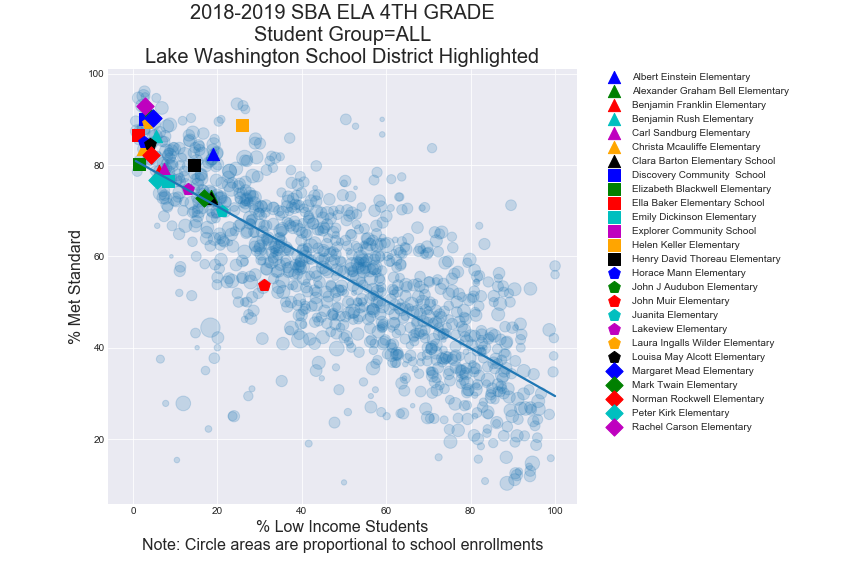 2018-2019 SBA ELA 4TH GRADE
Student Group=ALL
Lake Washington School District Highlighted
% Met Standard
100
80
60
40
20
0
20
40
60
80
100
% Low Income Students
Note: Circle areas are proportional to school enrollments
Albert Einstein Elementary
Alexander Graham Bell Elementary
Benjamin Franklin Elementary
Benjamin Rush Elementary
Carl Sandburg Elementary
Christa Mcauliffe Elementary
Clara Barton Elementary School
Discovery Community  School
Elizabeth Blackwell Elementary
Ella Baker Elementary School
Emily Dickinson Elementary
Explorer Community School
Helen Keller Elementary
Henry David Thoreau Elementary
Horace Mann Elementary
John J Audubon Elementary
John Muir Elementary
Juanita Elementary
Lakeview Elementary
Laura Ingalls Wilder Elementary
Louisa May Alcott Elementary
Margaret Mead Elementary
Mark Twain Elementary
Norman Rockwell Elementary
Peter Kirk Elementary
Rachel Carson Elementary